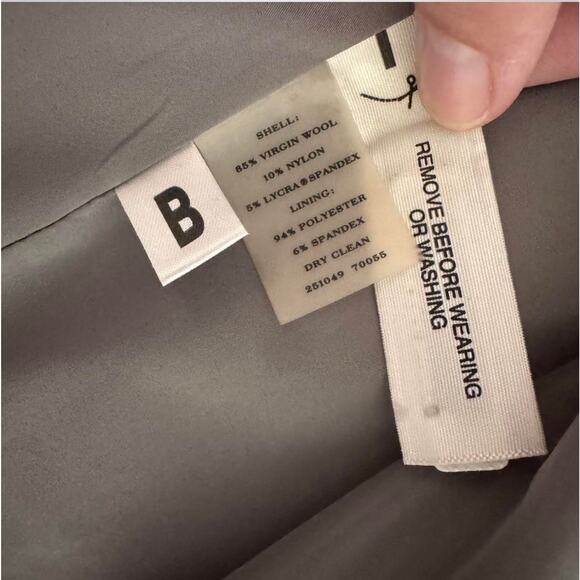 B
SHELL:
85% VIRGIN WOOL
10% NYLON
5% LYCRA®SPANDEX
LINING:
94% POLYESTER
6% SPANDEX
DRY CLEAN
251049 70055
REMOVE BEFORE WEARING
OR WASHING